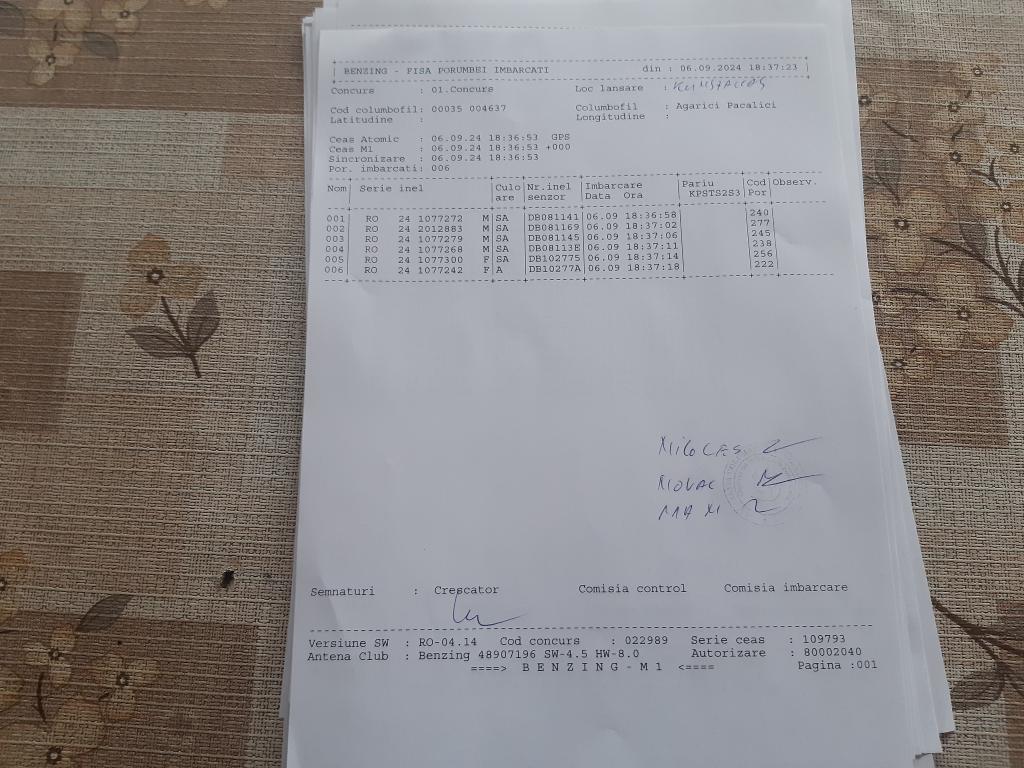 BENZING - FISA PORUMBEI IMBARCATI din : 06.09.2024 18:37:23
Concurs : 01.Concurs Loc lansare :
Cod columbofil: 00035 004637 Columbofil : Agarici Pacalici
Latitudine : Longitudine :
Ceas Atomic : 06.09.24 18:36:53 GPS
Ceas M1 : 06.09.24 18:36:53 +000
Sincronizare : 06.09.24 18:36:53
Por. imbarcati: 006
Nom| Serie inel |Culo|Nr.inel |Imbarcare |Pariu |Cod|Observ.
| |are |senzor |Data Ora | KPSTS2S3|Por|
001| RO 24 1077272 M|SA |DB081141|06.09 18:36:58| |240|
002| RO 24 2012883 M|SA |DB081169|06.09 18:37:02| |277|
003| RO 24 1077279 M|SA |DB081145|06.09 18:37:06| |245|
004| RO 24 1077268 M|SA |DB08113E|06.09 18:37:11| |238|
005| RO 24 1077300 F|SA |DB102775|06.09 18:37:14| |256|
006| RO 24 1077242 F|A |DB10277A|06.09 18:37:18| |222|
NOVAC
Semnaturi : Crescator Comisia control Comisia imbarcare
Versiune SW : RO-04.14 Cod concurs : 022989 Serie ceas : 109793
Antena Club : Benzing 48907196 SW-4.5 HW-8.0 Autorizare : 80002040
====> B E N Z I N G - M 1 <==== Pagina :001